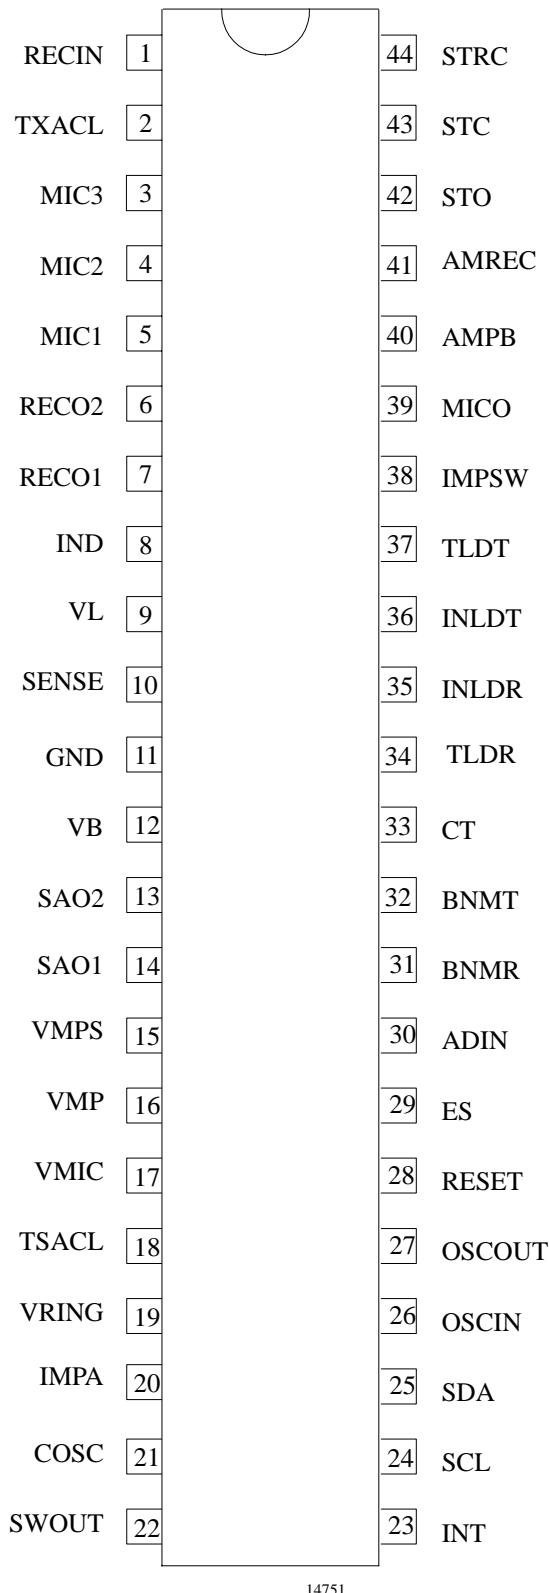 RECIN 1 44 STRC
TXACL 2 43 STC
MIC3 3 42 STO
MIC2 4 41 AMREC
MIC1 5 40 AMPB
RECO2 6 39 MICO
RECO1 7 38 IMPSW
IND 8 37 TLDT
VL 9 36 INLDT
SENSE 10 35 INLDR
GND 11 34 TLDR
VB 12 33 CT
SAO2 13 32 BNMT
SAO1 14 31 BNMR
VMPS 15 30 ADIN
VMP 16 29 ES
VMIC 17 28 RESET
TSACL 18 27 OSCOUT
VRING 19 26 OSCIN
IMPA 20 25 SDA
COSC 21 24 SCL
SWOUT 22 23 INT
14751